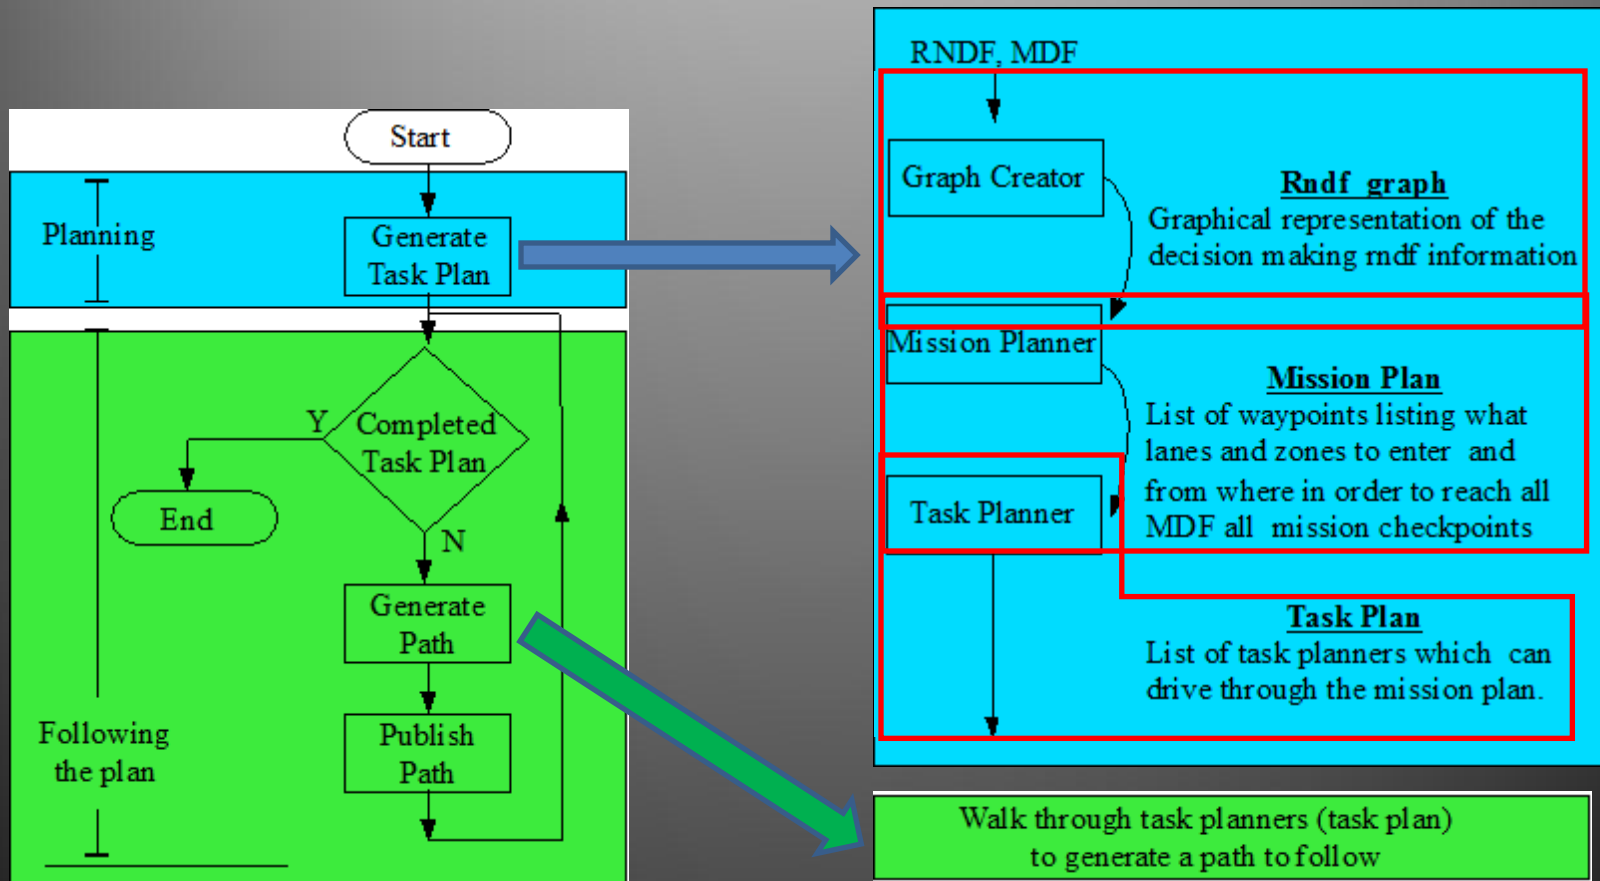 Start
Planning
Generate
Task Plan
Y
Completed
Task Plan
End
N
Generate
Path
Following
the plan
Publish
Path
RNDF, MDF
Graph Creator
Rndf graph
Graphical representation of the
decision making rndf information
Mission Planner
Mission Plan
List of waypoints listing what
lanes and zones to enter and
from where in order to reach all
MDF all mission checkpoints
Task Planner
Task Plan
List of task planners which can
drive through the mission plan.
Walk through task planners (task plan)
to generate a path to follow